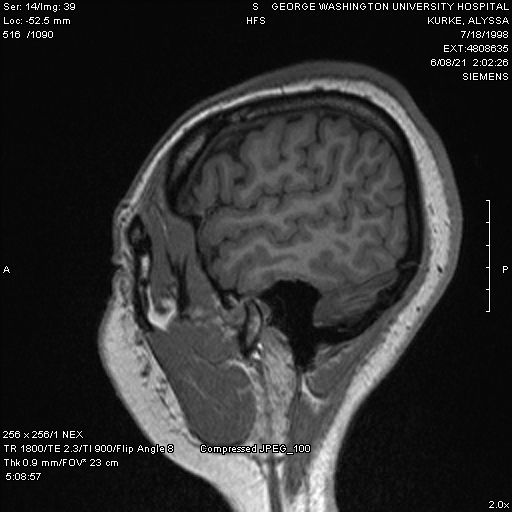 Ser: 14/Img: 39
Loc: -52.5 mm
516 /1090
S GEORGE WASHINGTON UNIVERSITY HOSPITAL
HFS KURKE, ALYSSA
7/18/1998
EXT:4808635
6/08/21 2:02:26
SIEMENS
A
P
256 x 256/1 NEX
TR 1800/TE 2.3/TI 900/Flip Angle 8
Compressed JPEG_100
Thk 0.9 mm/FOV* 23 cm
5:08:57
2.0x